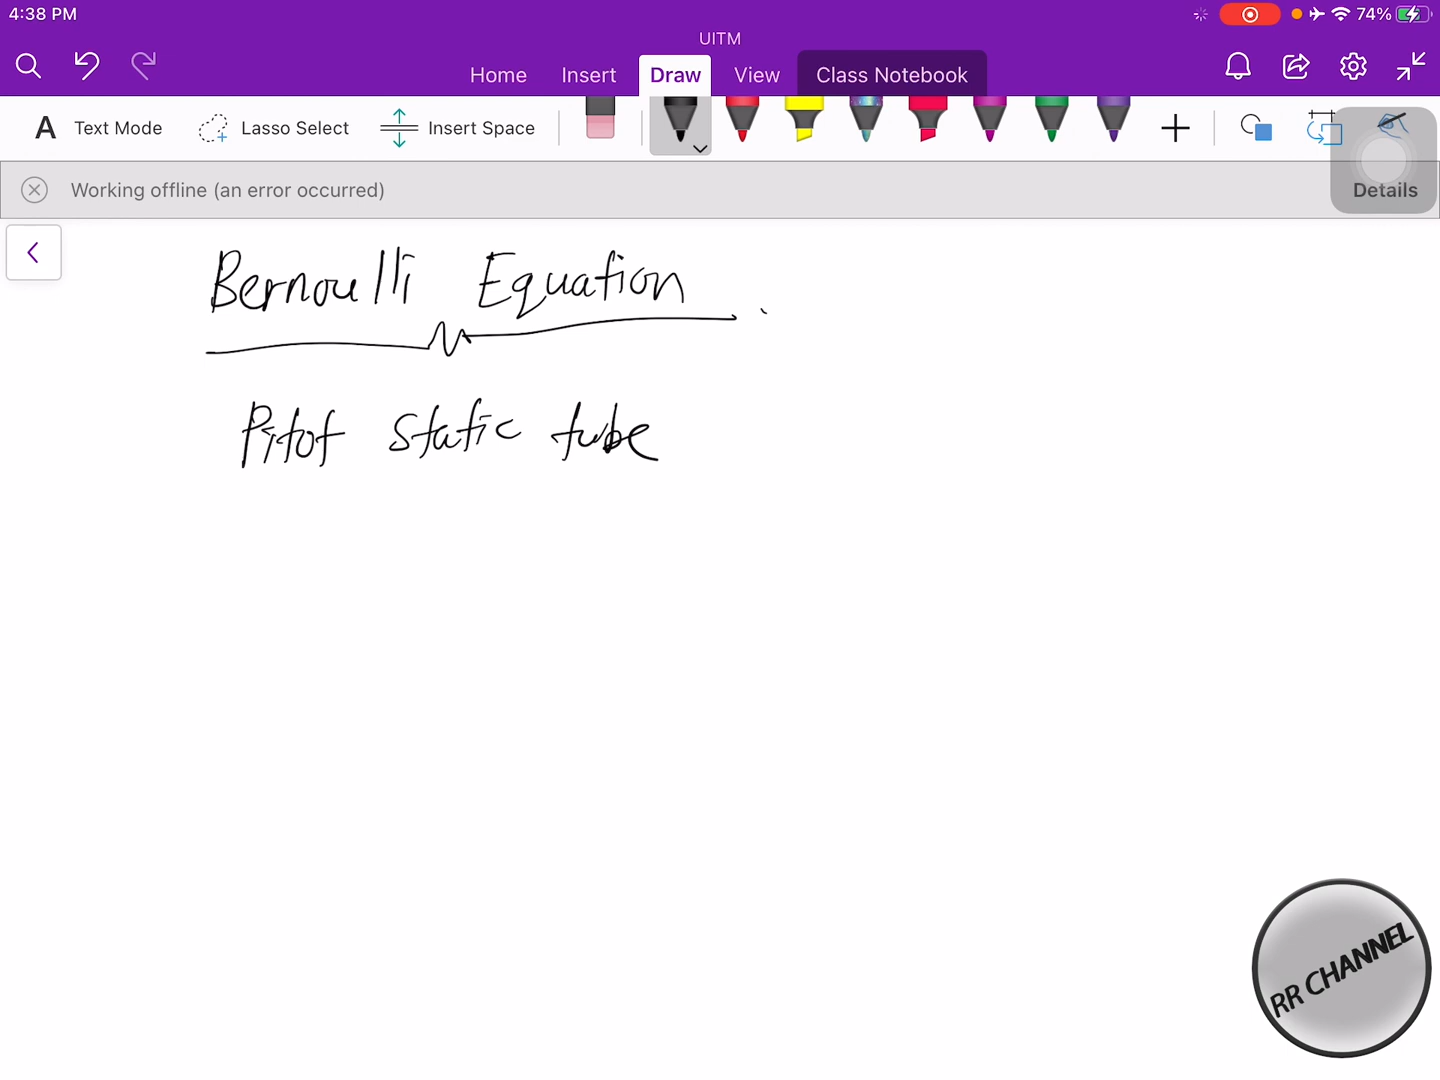 4:38 PM
74%
UITM
Home Insert Draw View Class Notebook
A Text Mode Lasso Select Insert Space
Working offline (an error occurred) Details
Bernoulli Equation
Pitot static tube
RR CHANNEL